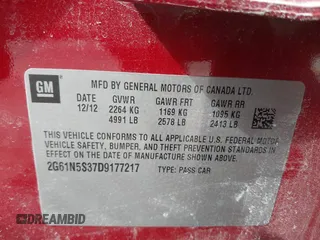 GM
MFD BY GENERAL MOTORS OF CANADA LTD.
DATE GVWR GAWR FRT GAWR RR
12/12 2264 KG 1169 KG 1095 KG
4991 LB 2578 LB 2413 LB
THIS VEHICLE CONFORMS TO ALL APPLICABLE U.S. FEDERAL MOTOR
VEHICLE SAFETY, BUMPER, AND THEFT PREVENTION STANDARDS
IN EFFECT ON THE DATE OF MANUFACTURE SHOWN ABOVE.
2G61N5S37D9177217 TYPE: PASS CAR
DREAMBID